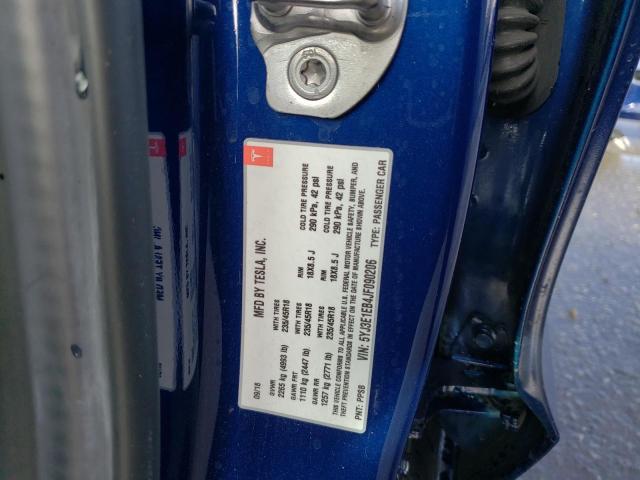 09/18 MFD BY TESLA, INC.
GVWR WITH TIRES RIM COLD TIRE PRESSURE
2265 kg (4993 lb) 235/45R18 18X8.5 J 290 kPa, 42 psi
GAWR FRT WITH TIRES RIM COLD TIRE PRESSURE
1110 kg (2447 lb) 235/45R18 18X8.5 J 290 kPa, 42 psi
GAWR RR
1257 kg (2771 lb) 235/45R18
THIS VEHICLE CONFORMS TO ALL APPLICABLE U.S. FEDERAL MOTOR VEHICLE SAFETY, BUMPER, AND
THEFT PREVENTION STANDARDS IN EFFECT ON THE DATE OF MANUFACTURE SHOWN ABOVE.
PNT: PPSB VIN: 5YJ3E1EB4JF090206 TYPE: PASSENGER CAR